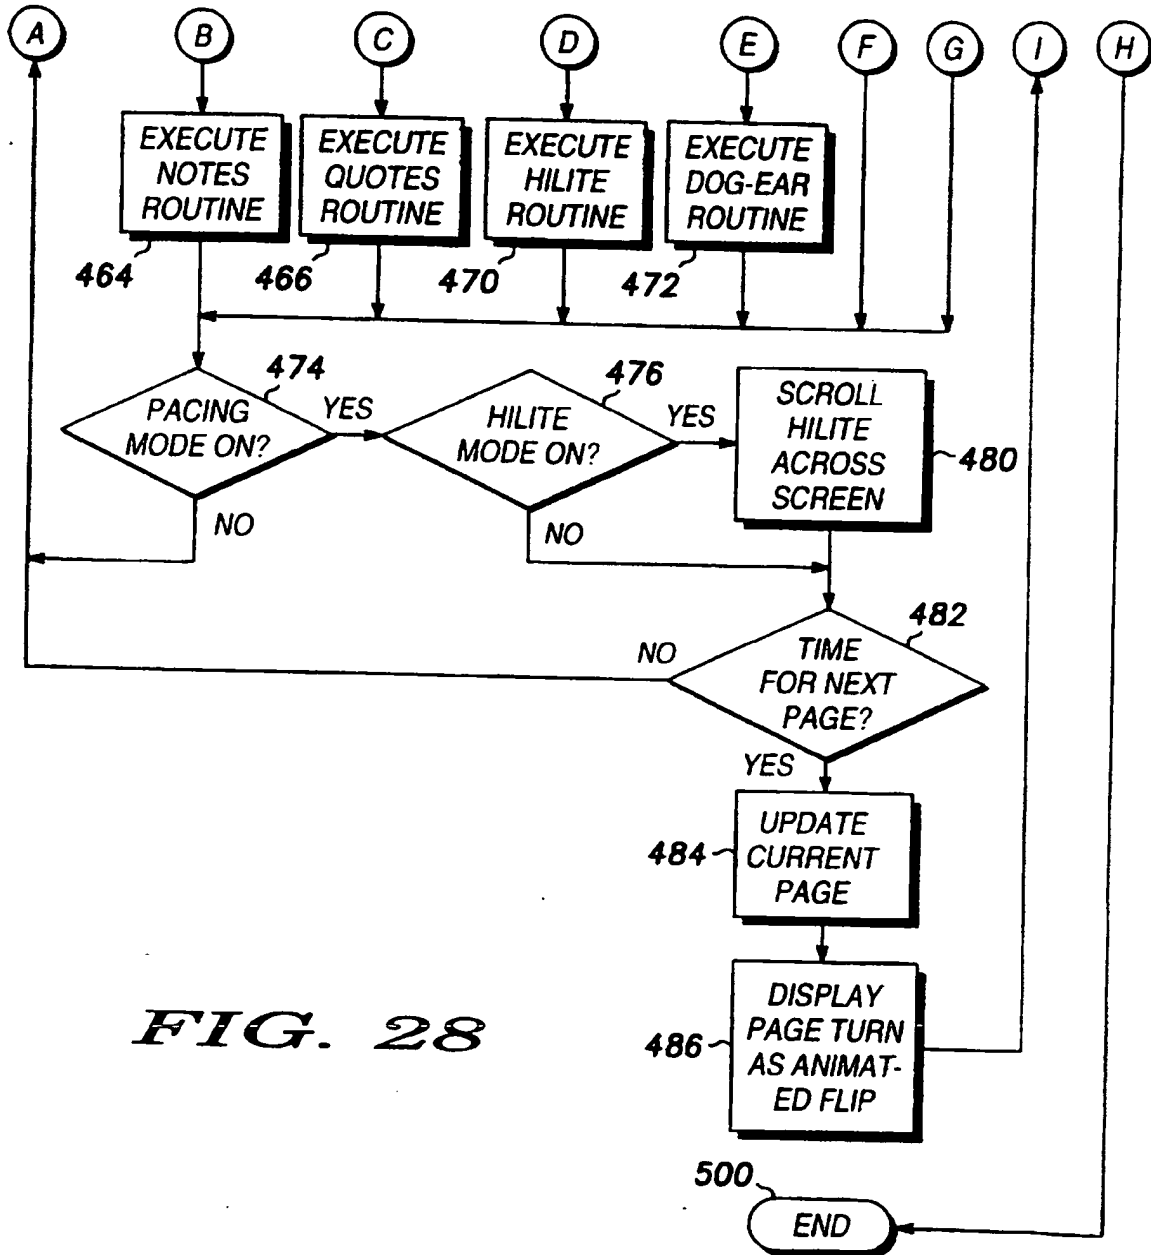 A B C D E F G I H
EXECUTE
NOTES
ROUTINE
464
EXECUTE
QUOTES
ROUTINE
466
EXECUTE
HILITE
ROUTINE
470
EXECUTE
DOG-EAR
ROUTINE
472
PACING
MODE ON?
474
YES
NO
HILITE
MODE ON?
476
YES
NO
SCROLL
HILITE
ACROSS
SCREEN
480
TIME
FOR NEXT
PAGE?
482
NO
YES
UPDATE
CURRENT
PAGE
484
DISPLAY
PAGE TURN
AS ANIMAT-
ED FLIP
486
FIG. 28
500
END